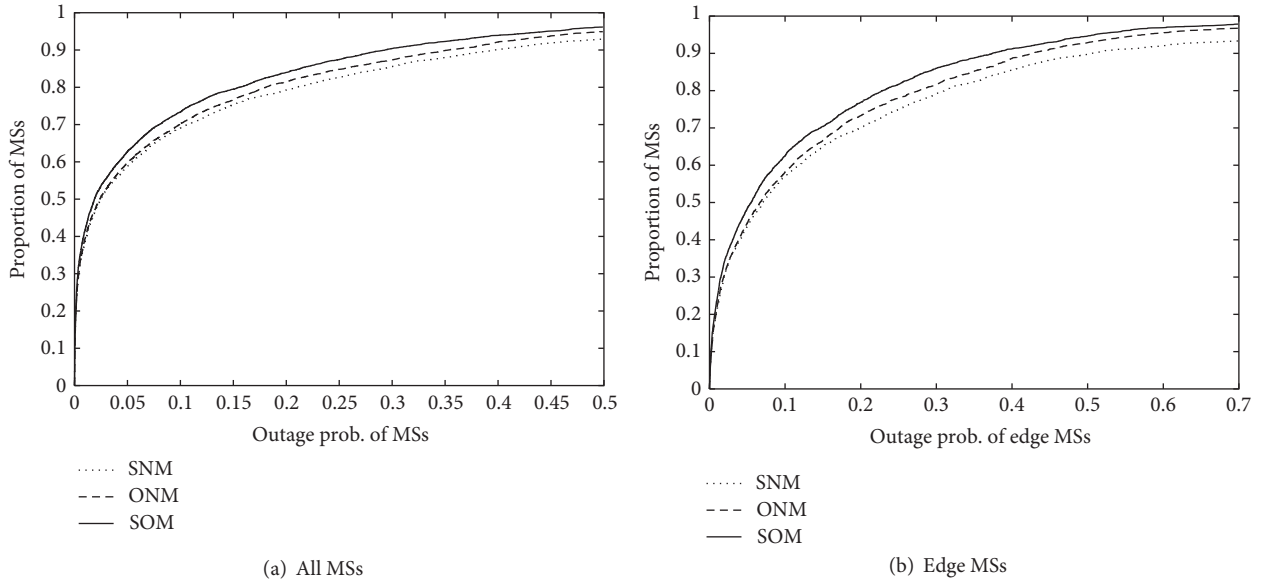 1
0.9
0.8
0.7
0.6
0.5
0.4
0.3
0.2
0.1
0
Proportion of MSs
0 0.05 0.1 0.15 0.2 0.25 0.3 0.35 0.4 0.45 0.5
Outage prob. of MSs
SNM
ONM
SOM
(a) All MSs
1
0.9
0.8
0.7
0.6
0.5
0.4
0.3
0.2
0.1
0
Proportion of MSs
0 0.1 0.2 0.3 0.4 0.5 0.6 0.7
Outage prob. of edge MSs
SNM
ONM
SOM
(b) Edge MSs